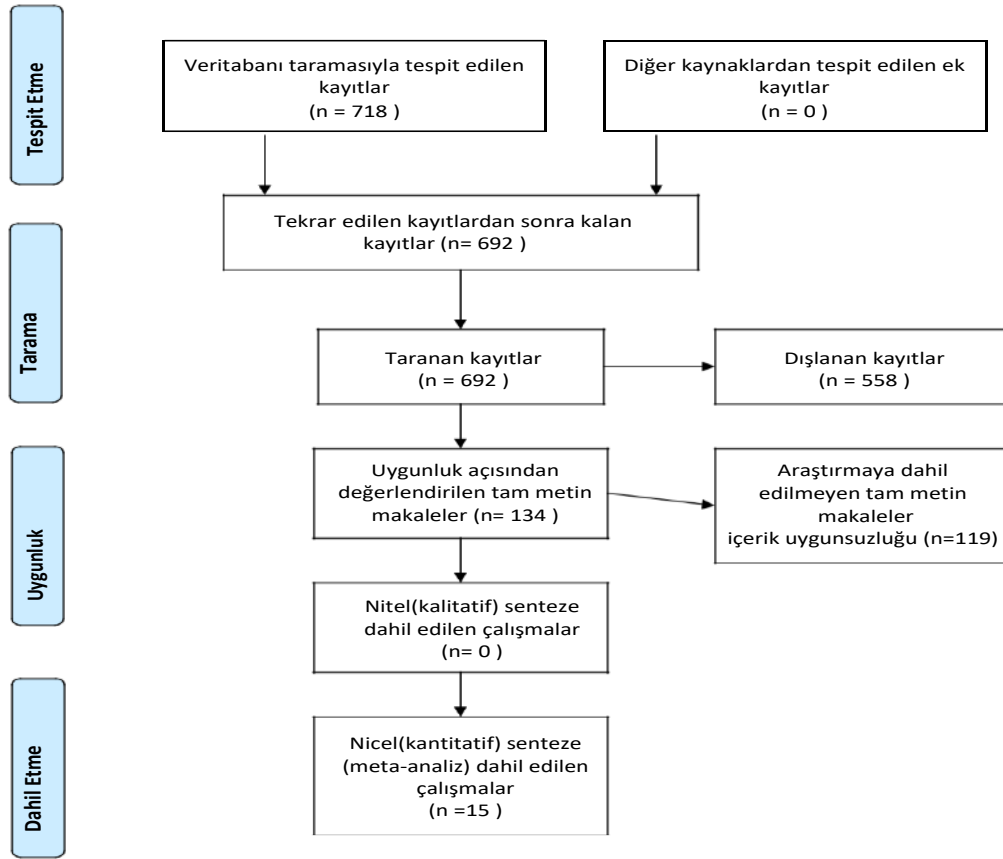 Tespit Etme
Veritabanı taramasıyla tespit edilen
kayıtlar
(n = 718 )
Diğer kaynaklardan tespit edilen ek
kayıtlar
(n = 0 )
Tekrar edilen kayıtlardan sonra kalan
kayıtlar (n= 692 )
Tarama
Taranan kayıtlar
(n = 692 )
Dışlanan kayıtlar
(n = 558 )
Uygunluk
Uygunluk açısından
değerlendirilen tam metin
makaleler (n= 134 )
Araştırmaya dahil
edilmeyen tam metin
makaleler
içerik uygunsuzluğu (n=119)
Nitel(kalitatif) senteze
dahil edilen çalışmalar
(n= 0 )
Dahil Etme
Nicel(kantitatif) senteze
(meta-analiz) dahil edilen
çalışmalar
(n =15 )